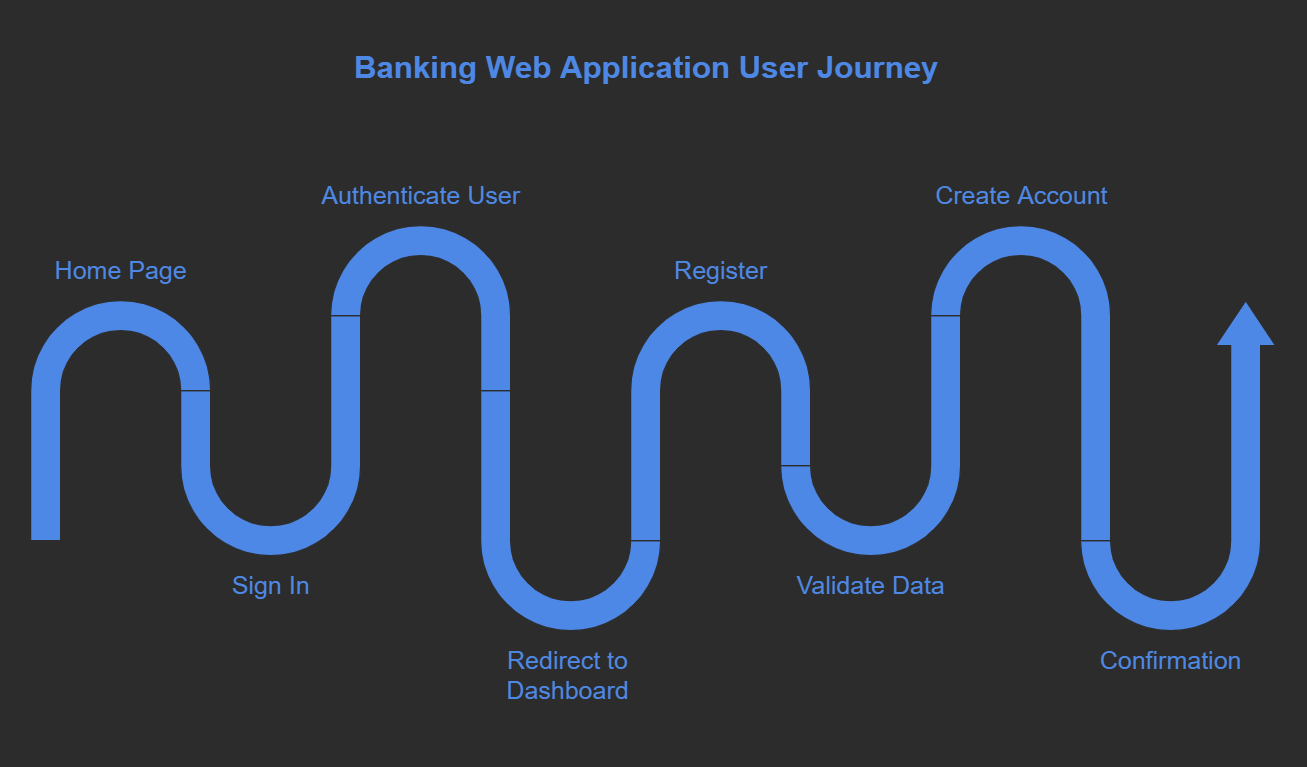 Banking Web Application User Journey
Home Page
Sign In
Authenticate User
Redirect to
Dashboard
Register
Validate Data
Create Account
Confirmation